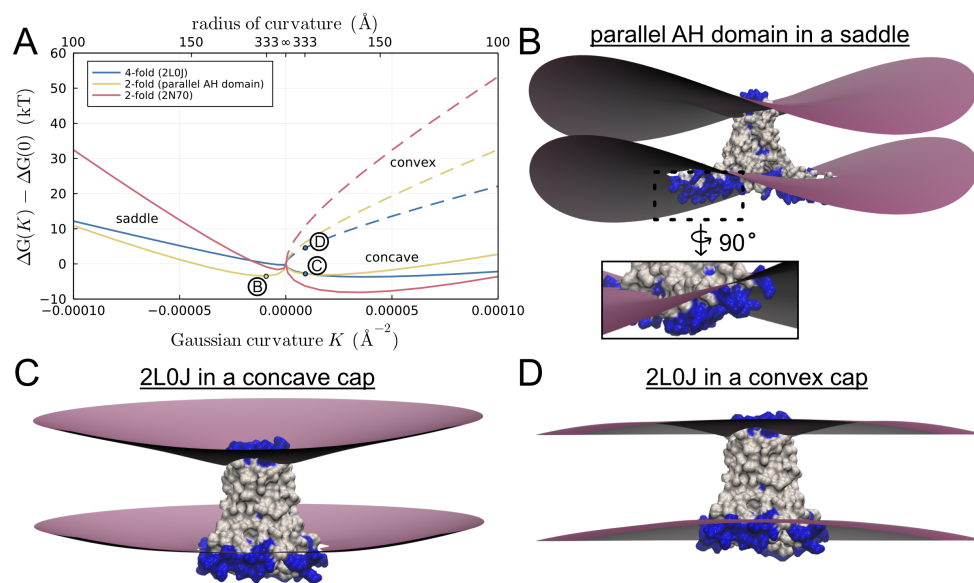 A
radius of curvature (Å)
100 150 333 ∞ 333 150 100
ΔG(K) − ΔG(0) (kT)
60
50
40
30
20
10
0
−10
4-fold (2L0J)
2-fold (parallel AH domain)
2-fold (2N70)
convex
saddle
concave
D
C
B
−0.00010 −0.00005 0.00000 0.00005 0.00010
Gaussian curvature K (Å⁻²)
B
parallel AH domain in a saddle
90°
C
2L0J in a concave cap
D
2L0J in a convex cap